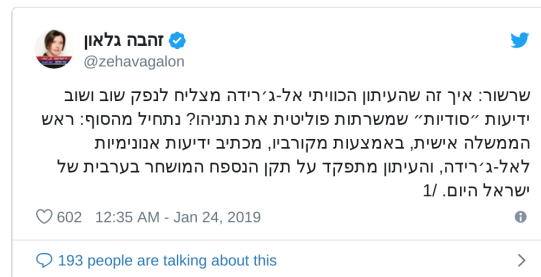 זהבה גלאון
@zehavagalon
שרשור: איך זה שהעיתון הכוויתי אל-ג׳רידה מצליח לנפק שוב ושוב
ידיעות ״סודיות״ שמשרתות פוליטית את נתניהו? נתחיל מהסוף: ראש
הממשלה אישית, באמצעות מקורביו, מכתיב ידיעות אנונימיות
לאל-ג׳רידה, והעיתון מתפקד על תקן הנספח המושחר בערבית של
ישראל היום. /1
602 12:35 AM - Jan 24, 2019
193 people are talking about this